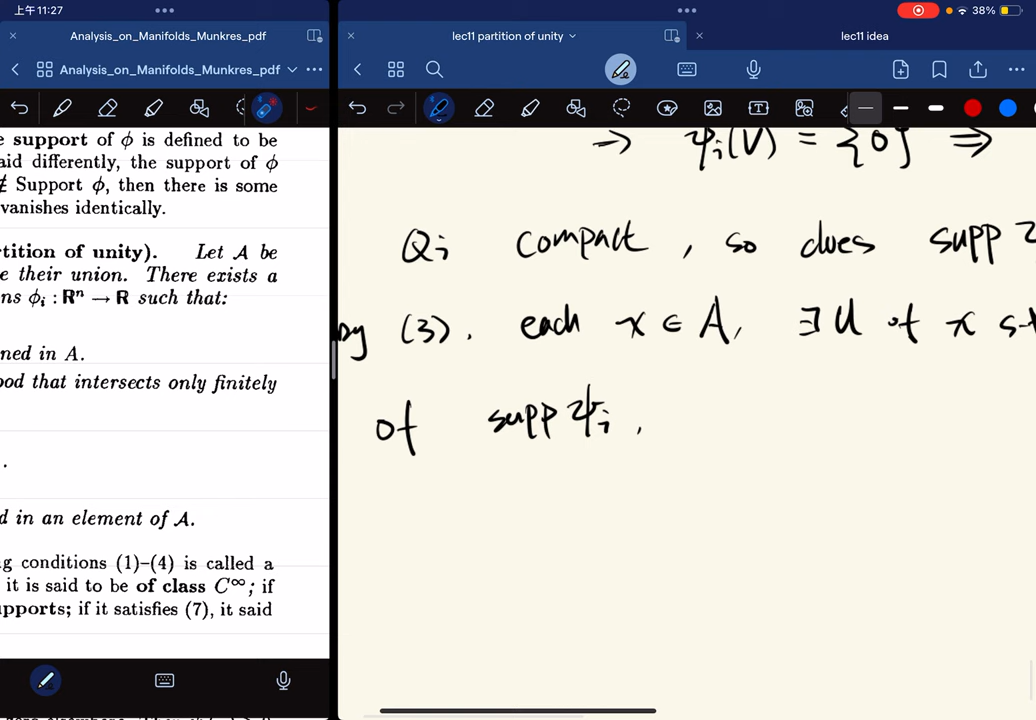 上午11:27
38%
Analysis_on_Manifolds_Munkres_pdf
lec11 partition of unity
lec11 idea
Analysis_on_Manifolds_Munkres_pdf
e support of ϕ is defined to be
aid differently, the support of ϕ
∉ Support ϕ, then there is some
vanishes identically.
tition of unity). Let A be
e their union. There exists a
ns ϕi : Rⁿ → R such that:
ned in A.
ood that intersects only finitely
.
d in an element of A.
g conditions (1)–(4) is called a
it is said to be of class C∞; if
pports; if it satisfies (7), it said
→ ψi(V) = {0} ⇒
Qi compact, so does supp
by (3). each x ∈ A, ∃ U of x s.t
of supp ψi,